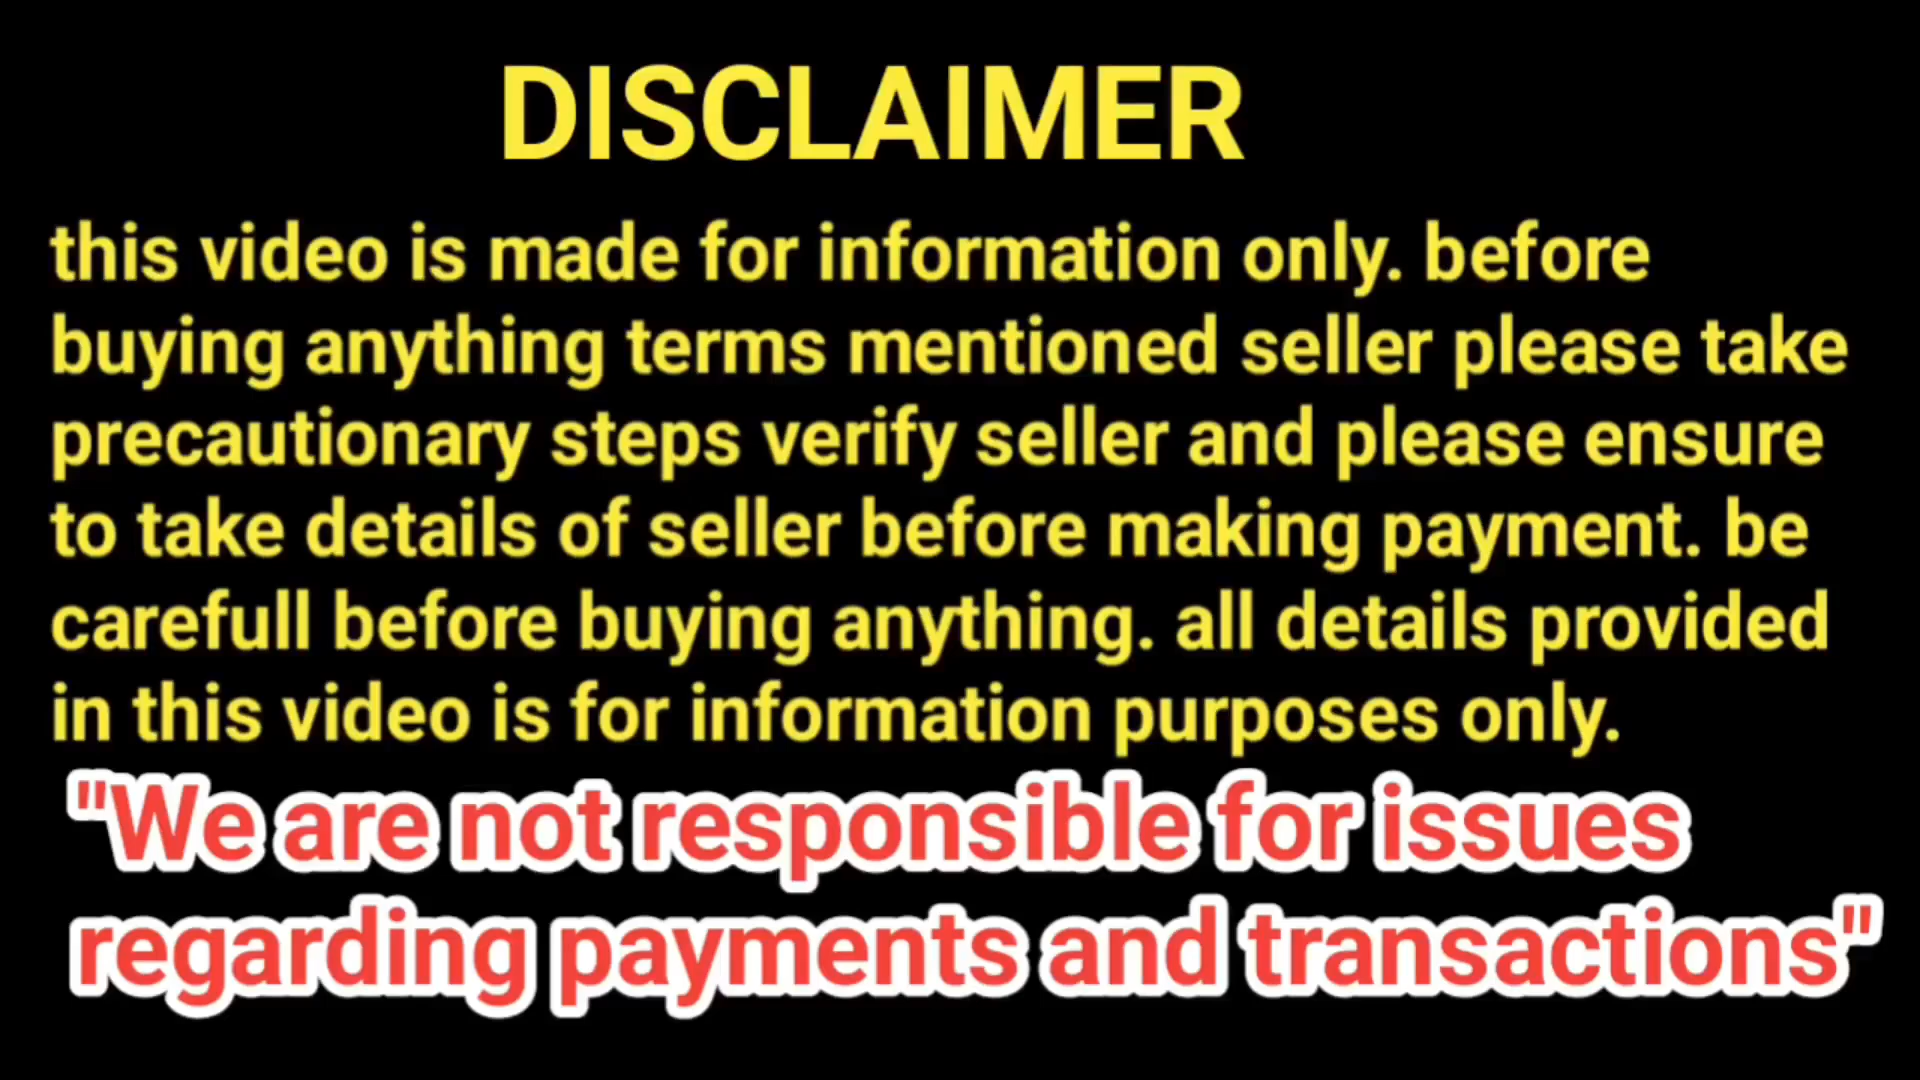 DISCLAIMER
this video is made for information only. before
buying anything terms mentioned seller please take
precautionary steps verify seller and please ensure
to take details of seller before making payment. be
carefull before buying anything. all details provided
in this video is for information purposes only.
"We are not responsible for issues
regarding payments and transactions"